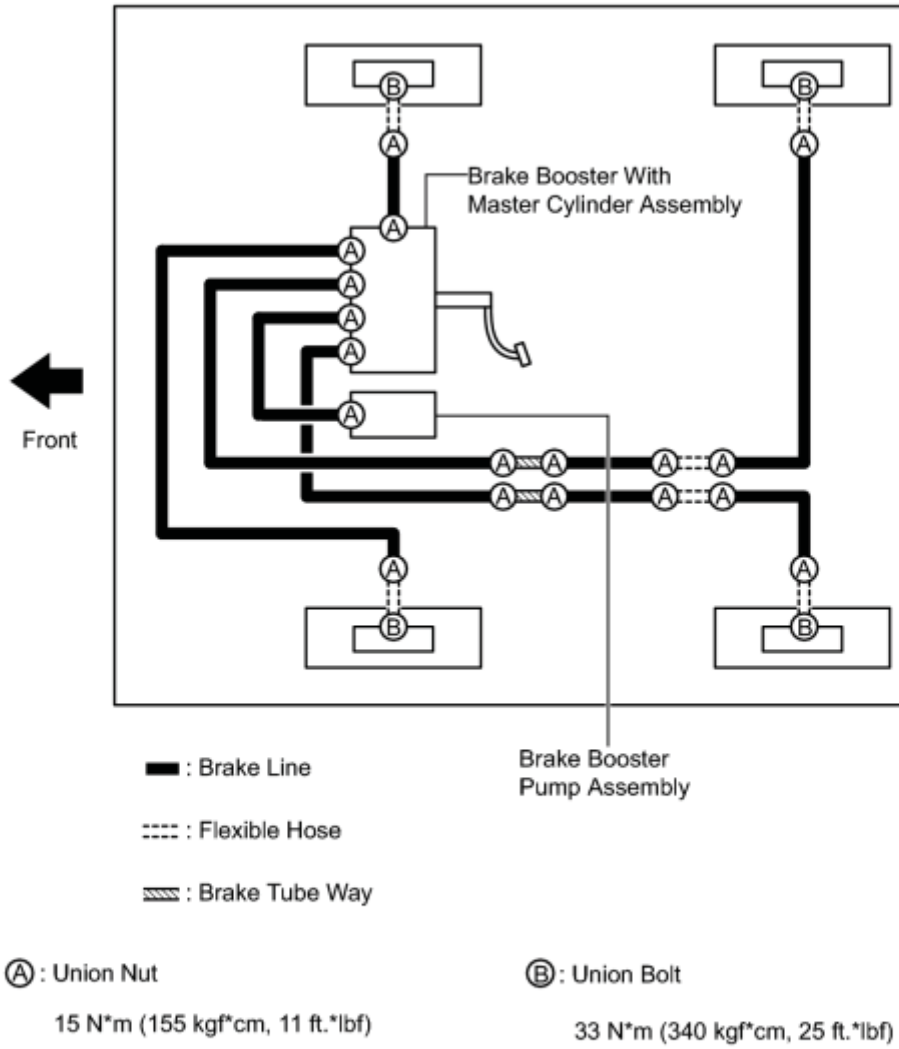 B
B
A
A
Brake Booster With
Master Cylinder Assembly
A
A
A
A
A
Front
A
A A A A
A A A A
A
A
B
B
Brake Booster
Pump Assembly
: Brake Line
: Flexible Hose
: Brake Tube Way
A : Union Nut
B : Union Bolt
15 N*m (155 kgf*cm, 11 ft.*lbf)
33 N*m (340 kgf*cm, 25 ft.*lbf)